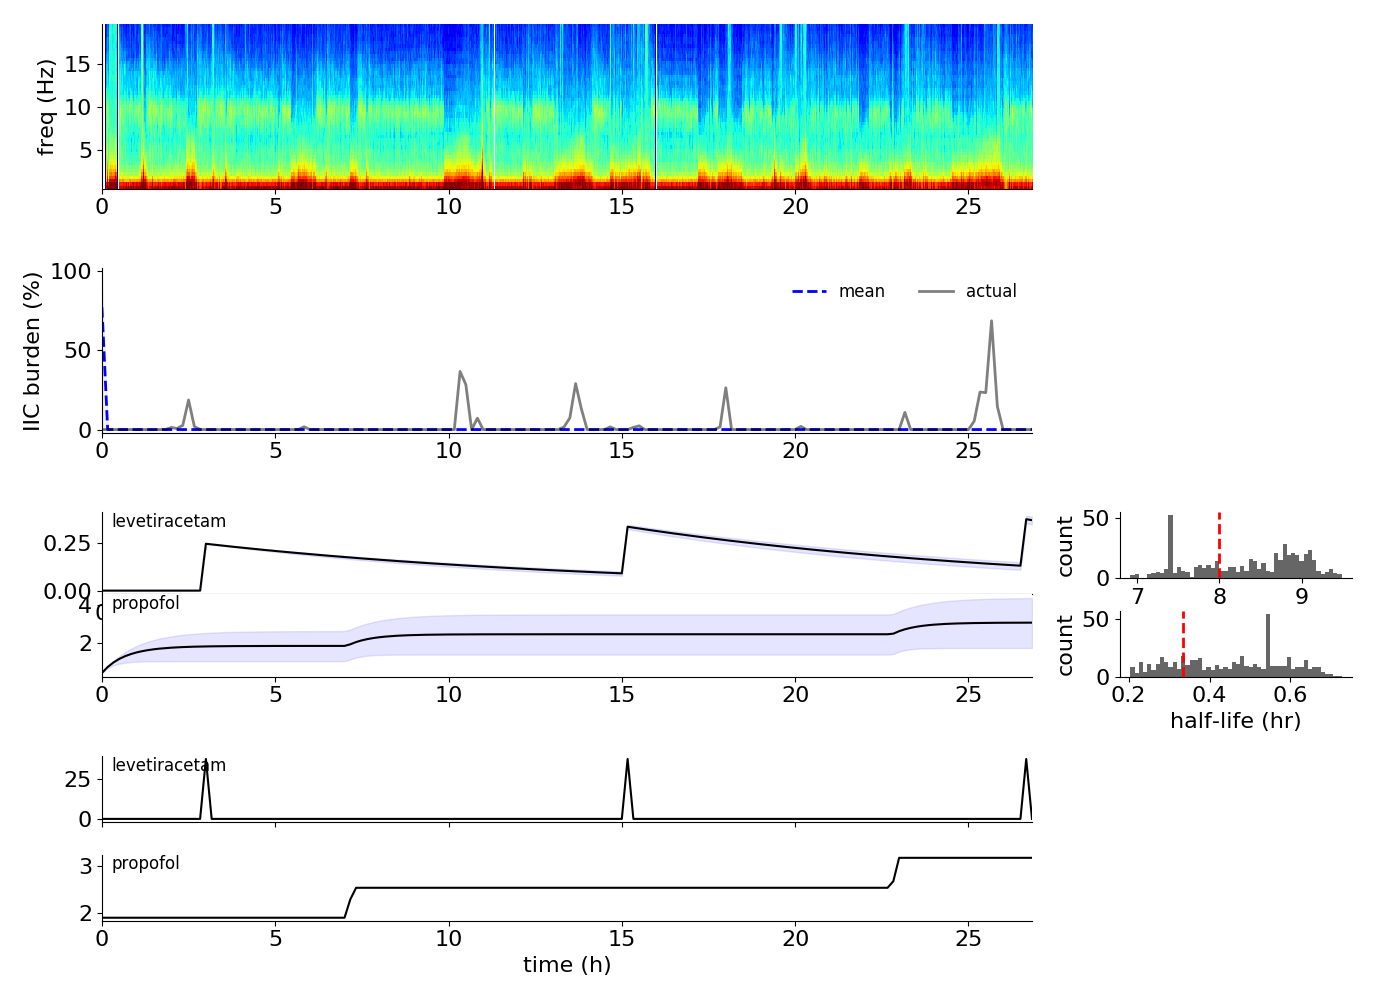 freq (Hz)
15
10
5
0 5 10 15 20 25
IIC burden (%)
100
50
0
mean actual
0 5 10 15 20 25
levetiracetam
0.25
0.00
0
count
50
0
7 8 9
propofol
4
2
0 5 10 15 20 25
count
50
0
0.2 0.4 0.6
half-life (hr)
levetiracetam
25
0
propofol
3
2
0 5 10 15 20 25
time (h)